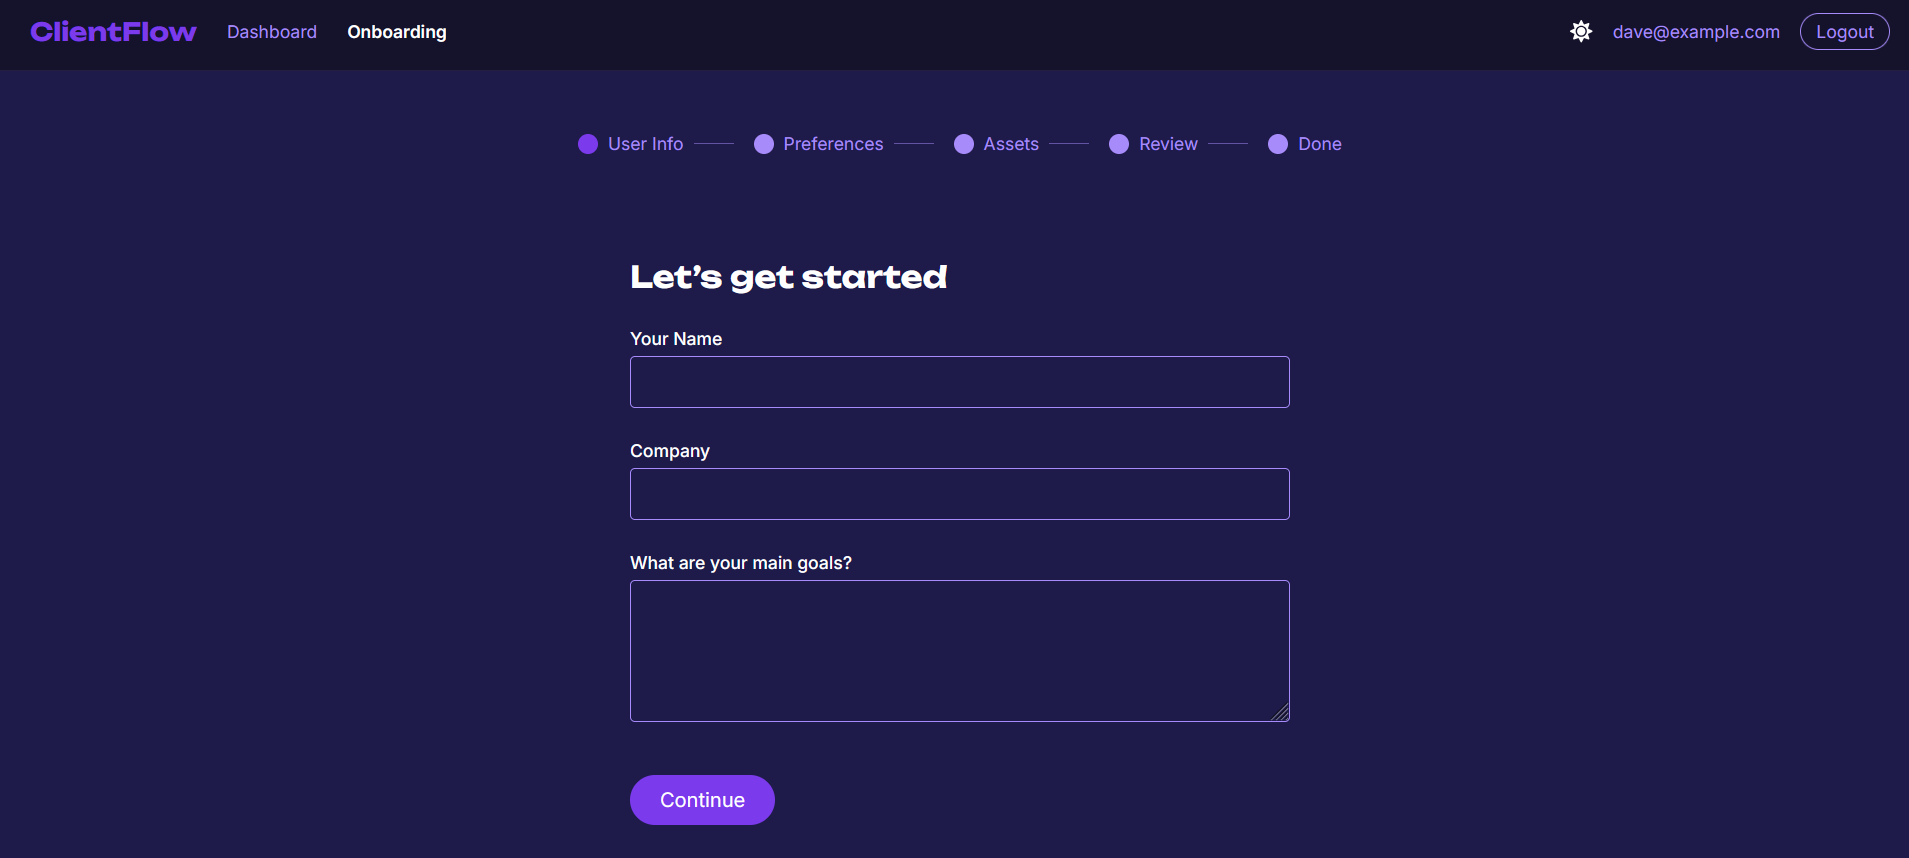 ClientFlow Dashboard Onboarding dave@example.com Logout
User Info Preferences Assets Review Done
Let’s get started
Your Name
Company
What are your main goals?
Continue